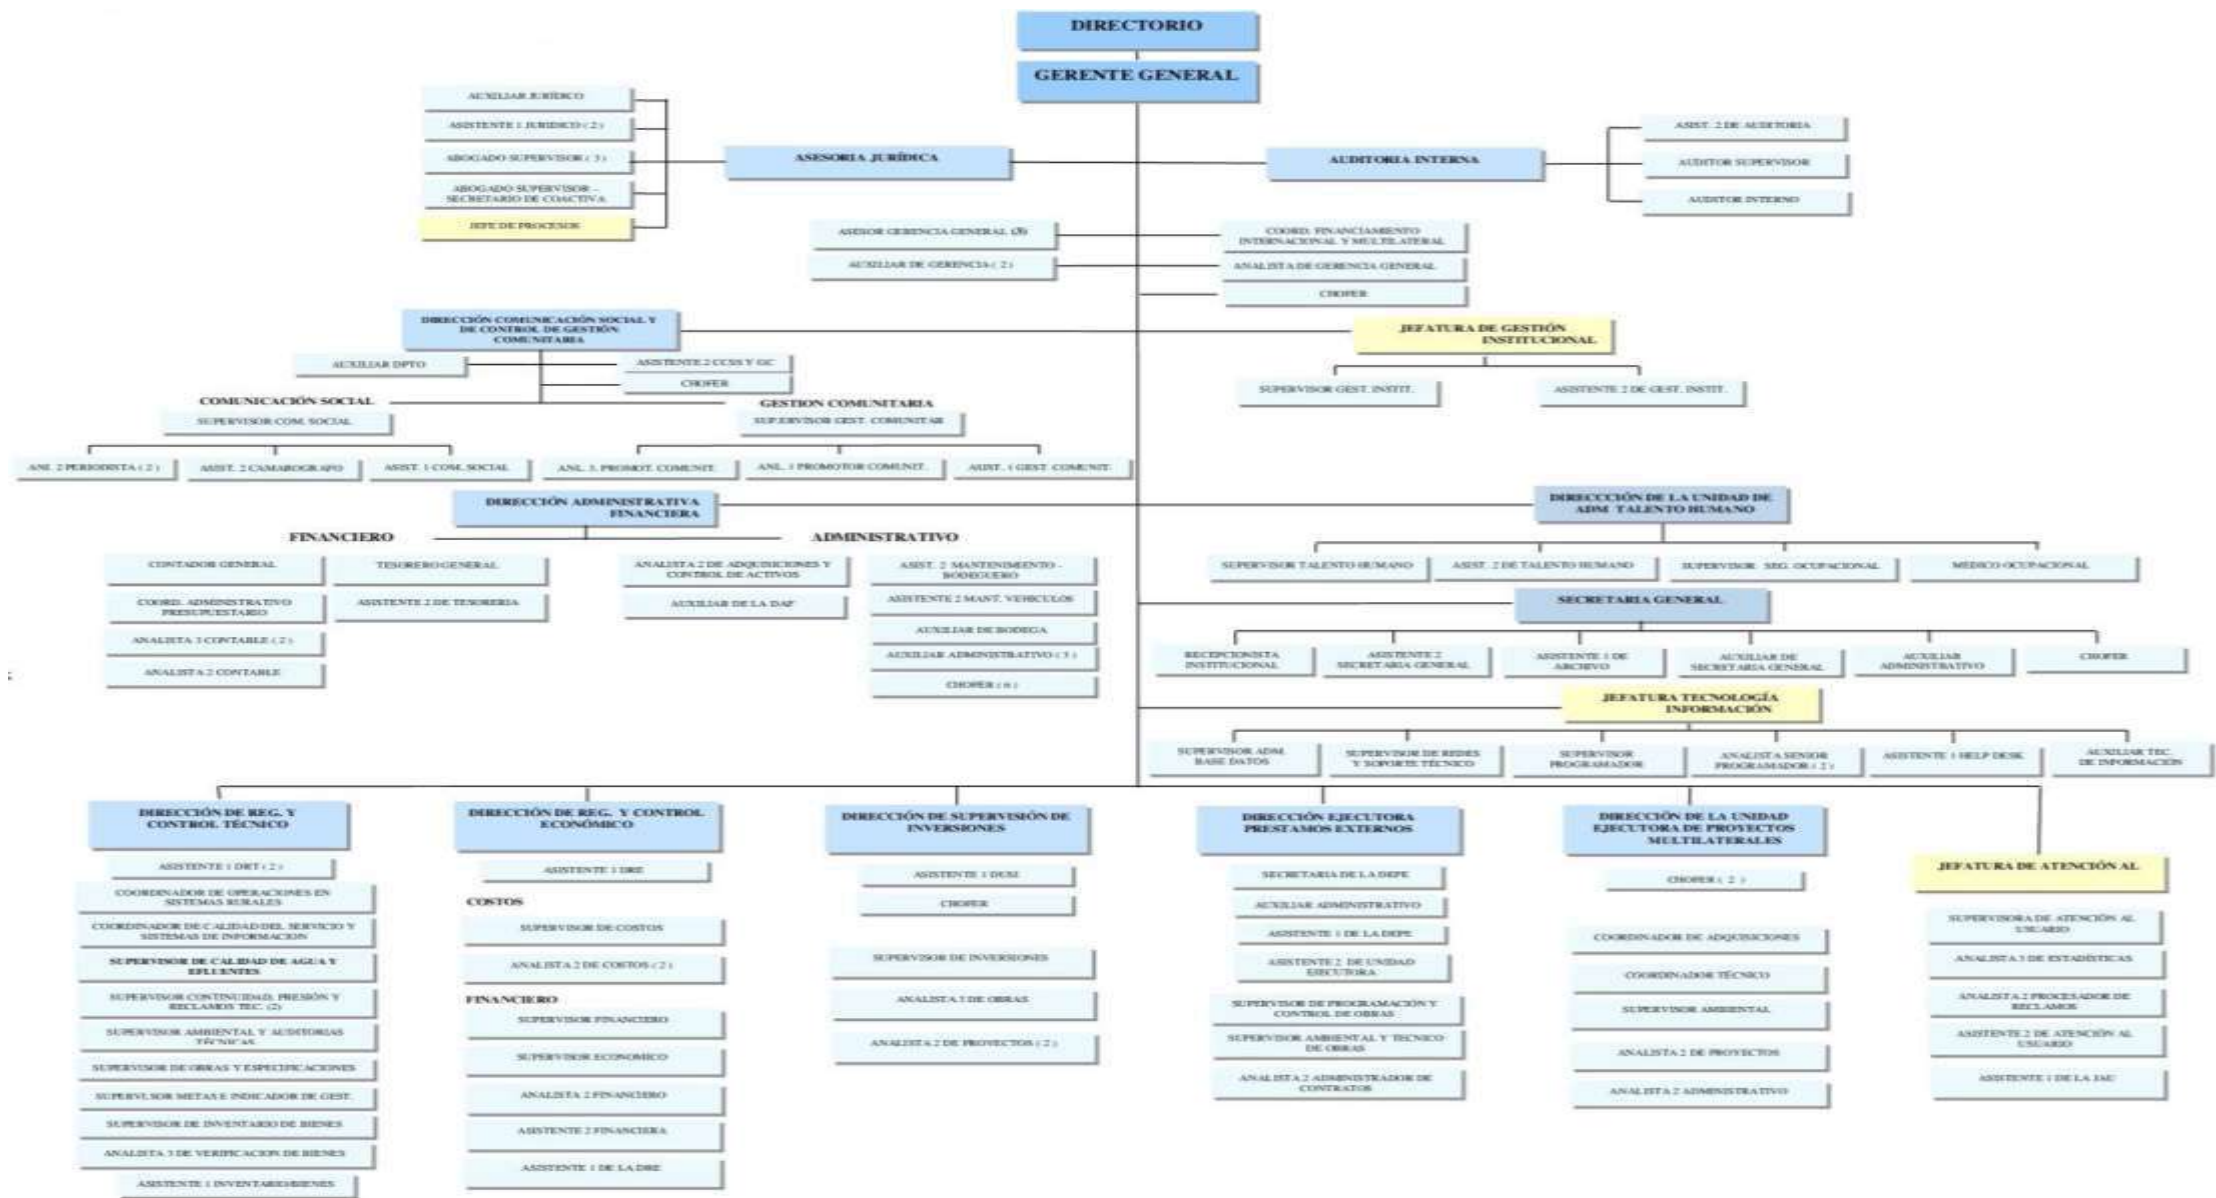 DIRECTORIO
GERENTE GENERAL
AUXILIAR JURÍDICO
ASISTENTE 1 JURIDICO ( 2 )
ABOGADO SUPERVISOR ( 3 )
ABOGADO SUPERVISOR –
SECRETARIO DE COACTIVA
JEFE DE PROCESOS
ASESORIA JURÍDICA
AUDITORIA INTERNA
ASIST. 2 DE AUDITORIA
AUDITOR SUPERVISOR
AUDITOR INTERNO
ASESOR GERENCIA GENERAL
AUXILIAR DE GERENCIA ( 2 )
COORD. FINANCIAMIENTO
INTERNACIONAL Y MULTILATERAL
ANALISTA DE GERENCIA GENERAL
CHOFER
DIRECCIÓN COMUNICACIÓN SOCIAL Y
DE CONTROL DE GESTIÓN
COMUNITARIA
AUXILIAR DPTO
ASISTENTE 2 CCSS Y GC
CHOFER
COMUNICACIÓN SOCIAL
SUPERVISOR COM. SOCIAL
ANL 2 PERIODISTA ( 2 )
ASIST. 2 CAMAROGRAFO
ASIST. 1 COM. SOCIAL
GESTION COMUNITARIA
SUPERVISOR GEST. COMUNITAR
ANL. 3. PROMOT. COMUNIT.
ANL. 1 PROMOTOR COMUNIT.
ASIST. 1 GEST. COMUNIT.
JEFATURA DE GESTIÓN
INSTITUCIONAL
SUPERVISOR GEST. INSTIT.
ASISTENTE 2 DE GEST. INSTIT.
DIRECCIÓN ADMINISTRATIVA
FINANCIERA
FINANCIERO
CONTADOR GENERAL
COORD. ADMINISTRATIVO
PRESUPUESTARIO
ANALISTA 3 CONTABLE ( 2 )
ANALISTA 2 CONTABLE
TESORERO GENERAL
ASISTENTE 2 DE TESORERIA
ADMINISTRATIVO
ANALISTA 2 DE ADQUISICIONES Y
CONTROL DE ACTIVOS
AUXILIAR DE LA DAF
ASIST. 2 MANTENIMIENTO -
BODEGUERO
ASISTENTE 2 MANT. VEHICULOS
AUXILIAR DE BODEGA
AUXILIAR ADMINISTRATIVO ( 3 )
CHOFER ( 6 )
DIRECCCIÓN DE LA UNIDAD DE
ADM TALENTO HUMANO
SUPERVISOR TALENTO HUMANO
ASIST. 2 DE TALENTO HUMANO
SUPERVISOR SEG. OCUPACIONAL
MÉDICO OCUPACIONAL
SECRETARIA GENERAL
RECEPCIONISTA
INSTITUCIONAL
ASISTENTE 2
SECRETARIA GENERAL
ASISTENTE 1 DE
ARCHIVO
AUXILIAR DE
SECRETARIA GENERAL
AUXILIAR
ADMINISTRATIVO
CHOFER
JEFATURA TECNOLOGÍA
INFORMACIÓN
SUPERVISOR ADM.
BASE DATOS
SUPERVISOR DE REDES
Y SOPORTE TÉCNICO
SUPERVISOR
PROGRAMADOR
ANALISTA SENIOR
PROGRAMADOR ( 2 )
ASISTENTE 1 HELP DESK
AUXILIAR TEC.
DE INFORMACIÓN
DIRECCIÓN DE REG. Y
CONTROL TÉCNICO
ASISTENTE 1 DRT ( 2 )
COORDINADOR DE OPERACIONES EN
SISTEMAS RURALES
COORDINADOR DE CALIDAD DEL SERVICIO Y
SISTEMAS DE INFORMACION
SUPERVISOR DE CALIDAD DE AGUA Y
EFLUENTES
SUPERVISOR CONTINUIDAD, PRESIÓN Y
RECLAMOS TEC. (2)
SUPERVISOR AMBIENTAL Y AUDITORIAS
TÉCNICAS
SUPERVISOR DE OBRAS Y ESPECIFICACIONES
SUPERVISOR METAS E INDICADOR DE GEST.
SUPERVISOR DE INVENTARIO DE BIENES
ANALISTA 3 DE VERIFICACION DE BIENES
ASISTENTE 1 INVENTARIO/BIENES
DIRECCIÓN DE REG. Y CONTROL
ECONÓMICO
ASISTENTE 1 DRE
COSTOS
SUPERVISOR DE COSTOS
ANALISTA 2 DE COSTOS ( 2 )
FINANCIERO
SUPERVISOR FINANCIERO
SUPERVISOR ECONOMICO
ANALISTA 2 FINANCIERO
ASISTENTE 2 FINANCIERA
ASISTENTE 1 DE LA DRE
DIRECCIÓN DE SUPERVISIÓN DE
INVERSIONES
ASISTENTE 1 DUSI
CHOFER
SUPERVISOR DE INVERSIONES
ANALISTA 3 DE OBRAS
ANALISTA 2 DE PROYECTOS ( 2 )
DIRECCIÓN EJECUTORA
PRESTAMOS EXTERNOS
SECRETARIA DE LA DEPE
AUXILIAR ADMINISTRATIVO
ASISTENTE 1 DE LA DEPE
ASISTENTE 2 DE UNIDAD
EJECUTORA
SUPERVISOR DE PROGRAMACIÓN Y
CONTROL DE OBRAS
SUPERVISOR AMBIENTAL Y TECNICO
DE OBRAS
ANALISTA 2 ADMINISTRADOR DE
CONTRATOS
DIRECCIÓN DE LA UNIDAD
EJECUTORA DE PROYECTOS
MULTILATERALES
CHOFER ( 2 )
COORDINADOR DE ADQUISICIONES
COORDINADOR TÉCNICO
SUPERVISOR AMBIENTAL
ANALISTA 2 DE PROYECTOS
ANALISTA 2 ADMINISTRATIVO
JEFATURA DE ATENCIÓN AL
SUPERVISORA DE ATENCIÓN AL
USUARIO
ANALISTA 3 DE ESTADÍSTICAS
ANALISTA 2 PROCESADOR DE
RECLAMOS
ASISTENTE 2 DE ATENCIÓN AL
USUARIO
ASISTENTE 1 DE LA JAU